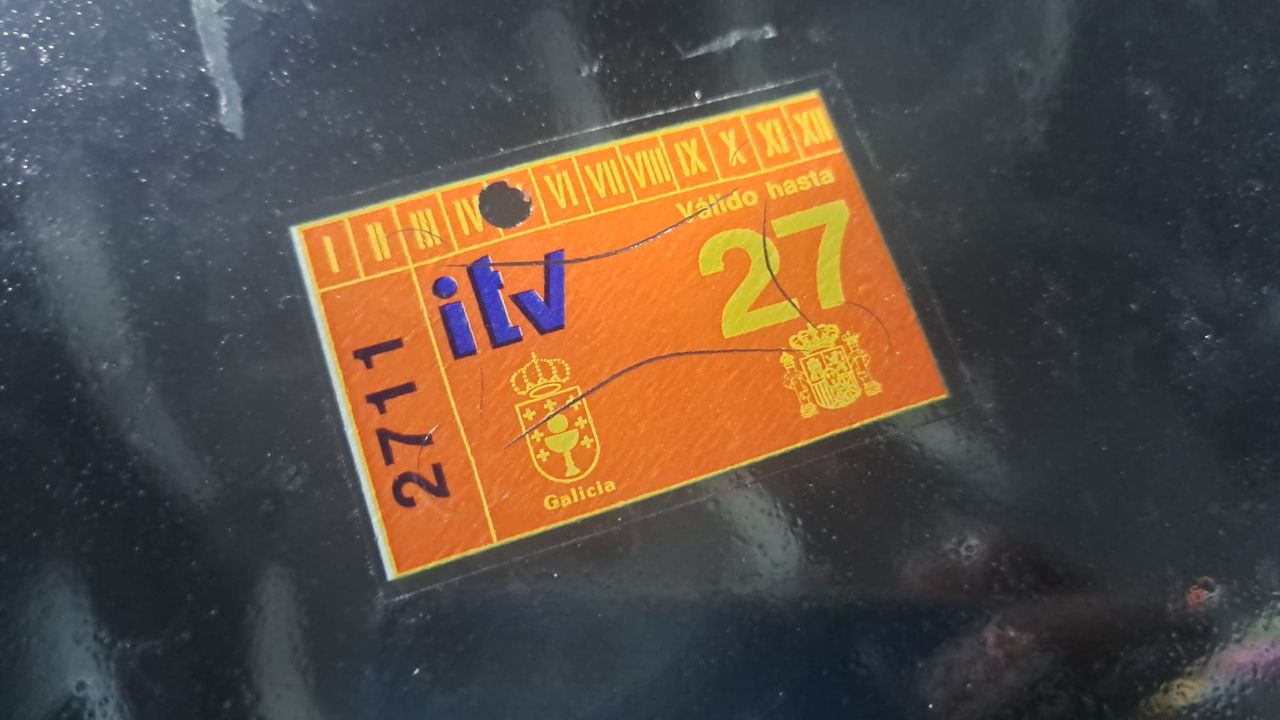 I II III IV VI VII VIII IX X XI XII
Válido hasta
27
itv
2711
Galicia